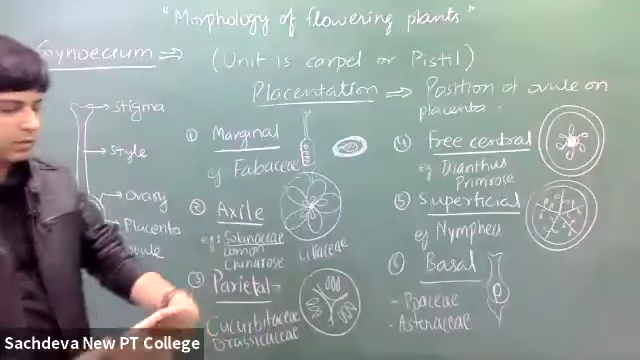 "Morphology of flowering plants"
Gynoecium ⇒ (Unit is carpel or Pistil)
Placentation ⇒ Position of ovule on
placenta.
Stigma
Style
Ovary
Placenta
ovule
① Marginal
eg Fabaceae
② Axile
eg: Solanaceae
Lemon
Chinarose
Liliaceae
③ Parietal
Cucurbitaceae
Brassicaceae
④ Free central
eg Dianthus
Primrose
⑤ Superficial
eg Nymphea
⑥ Basal
- Poaceae
- Asteraceae
Sachdeva New PT College